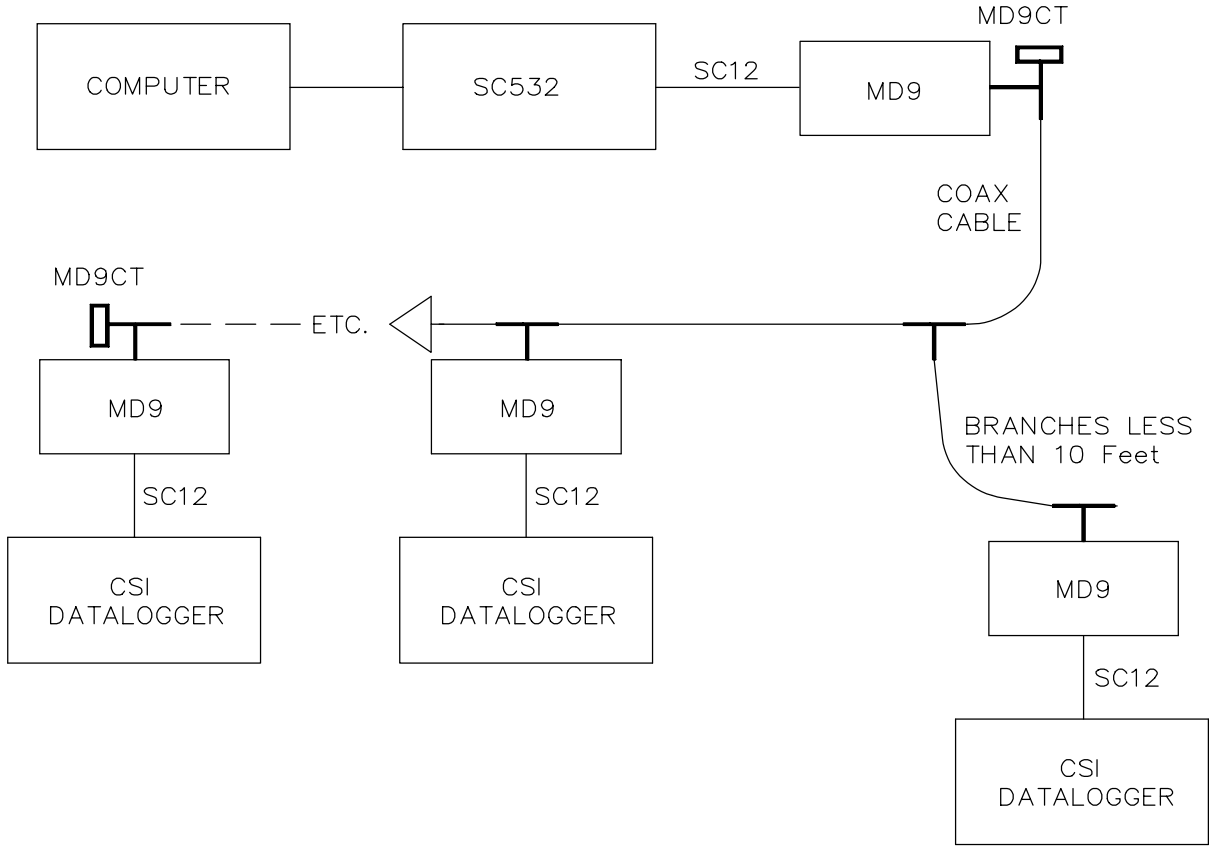 MD9CT
COMPUTER
SC532
SC12
MD9
COAX
CABLE
MD9CT
ETC.
MD9
MD9
BRANCHES LESS
THAN 10 Feet
SC12
SC12
CSI
DATALOGGER
CSI
DATALOGGER
MD9
SC12
CSI
DATALOGGER